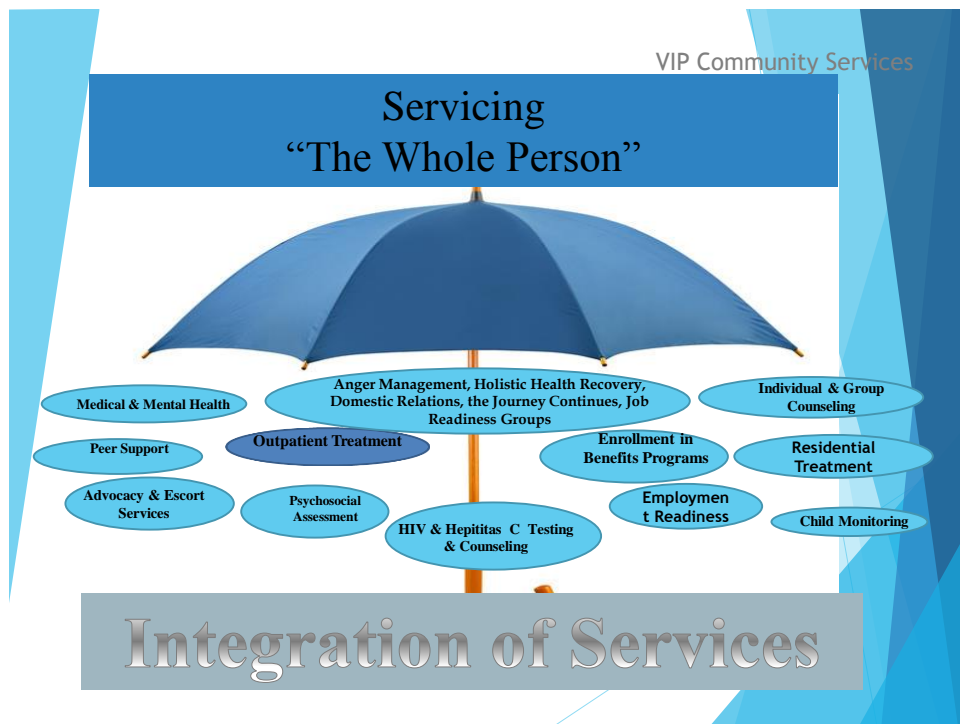 VIP Community Services
Servicing
“The Whole Person”
Anger Management, Holistic Health Recovery,
Domestic Relations, the Journey Continues, Job
Readiness Groups
Individual & Group
Counseling
Medical & Mental Health
Outpatient Treatment
Enrollment in
Benefits Programs
Peer Support
Residential
Treatment
Advocacy & Escort
Services
Psychosocial
Assessment
Employmen
t Readiness
HIV & Hepititas  C  Testing
& Counseling
Child Monitoring
Integration of Services